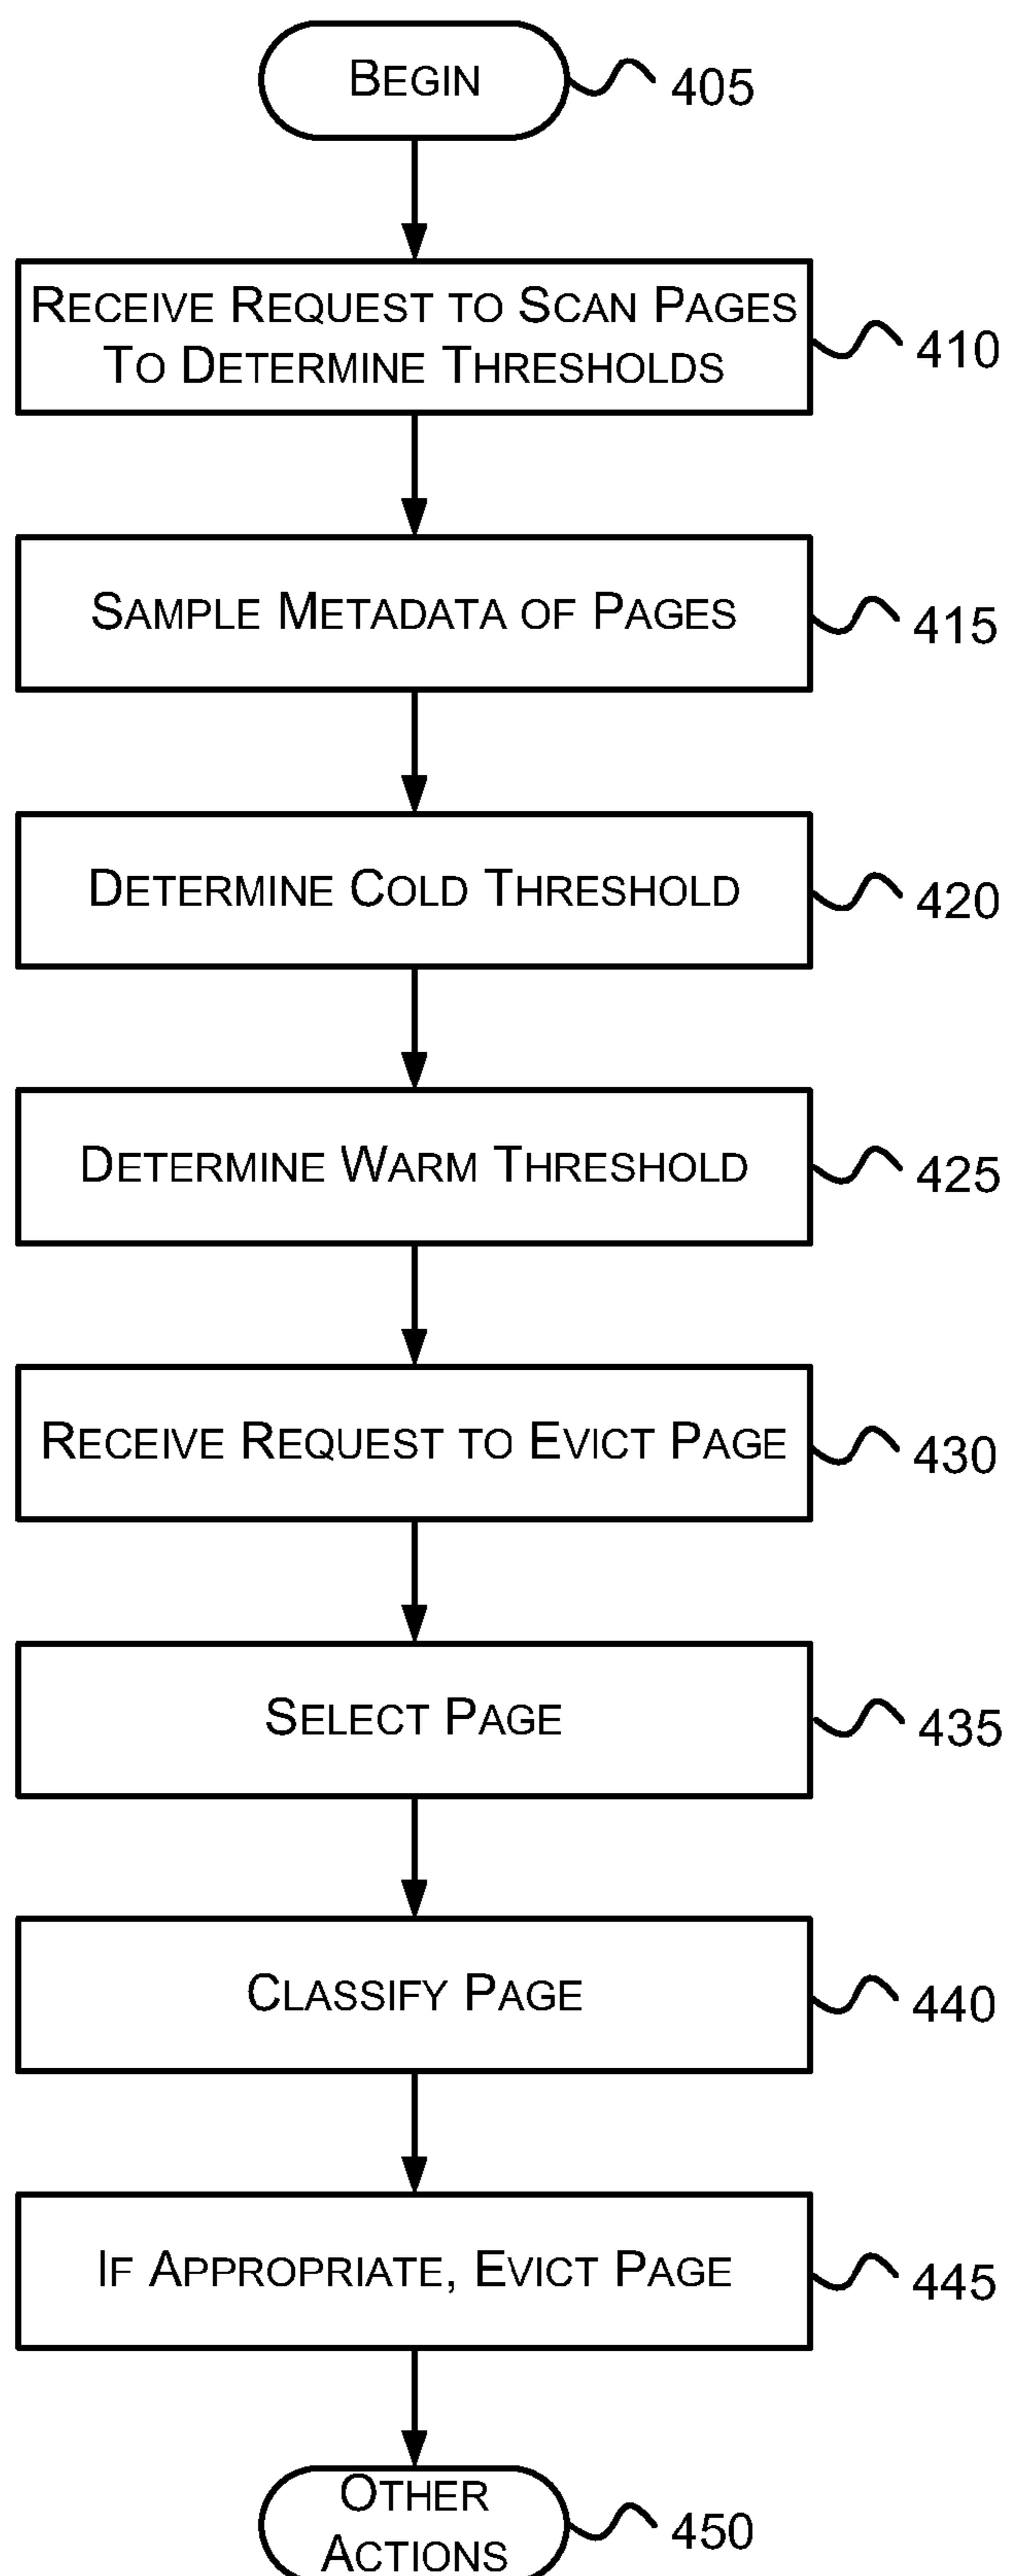 BEGIN
405
RECEIVE REQUEST TO SCAN PAGES
TO DETERMINE THRESHOLDS
410
SAMPLE METADATA OF PAGES
415
DETERMINE COLD THRESHOLD
420
DETERMINE WARM THRESHOLD
425
RECEIVE REQUEST TO EVICT PAGE
430
SELECT PAGE
435
CLASSIFY PAGE
440
IF APPROPRIATE, EVICT PAGE
445
OTHER
ACTIONS
450